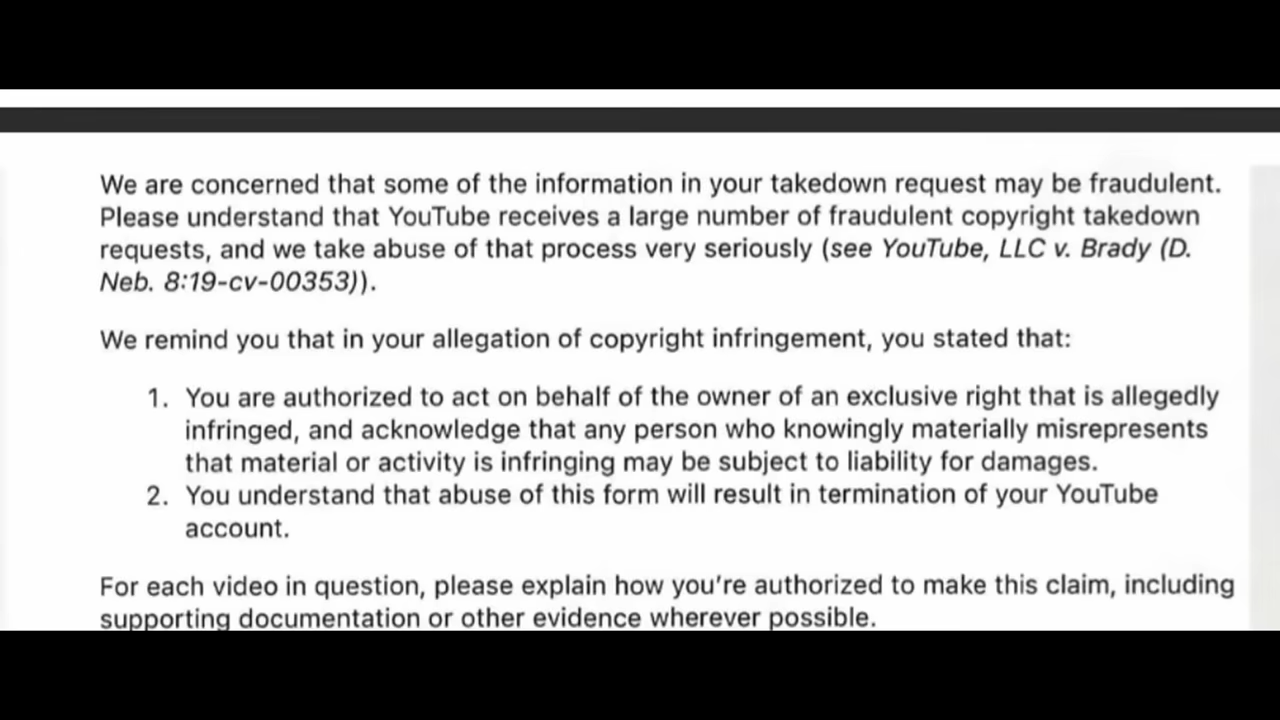 We are concerned that some of the information in your takedown request may be fraudulent.
Please understand that YouTube receives a large number of fraudulent copyright takedown
requests, and we take abuse of that process very seriously (see YouTube, LLC v. Brady (D.
Neb. 8:19-cv-00353)).
We remind you that in your allegation of copyright infringement, you stated that:
1. You are authorized to act on behalf of the owner of an exclusive right that is allegedly
infringed, and acknowledge that any person who knowingly materially misrepresents
that material or activity is infringing may be subject to liability for damages.
2. You understand that abuse of this form will result in termination of your YouTube
account.
For each video in question, please explain how you’re authorized to make this claim, including
supporting documentation or other evidence wherever possible.